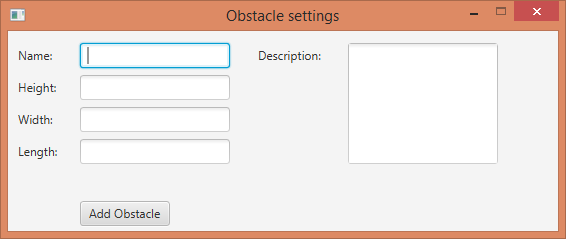 Obstacle settings
Name:
Description:
Height:
Width:
Length:
Add Obstacle